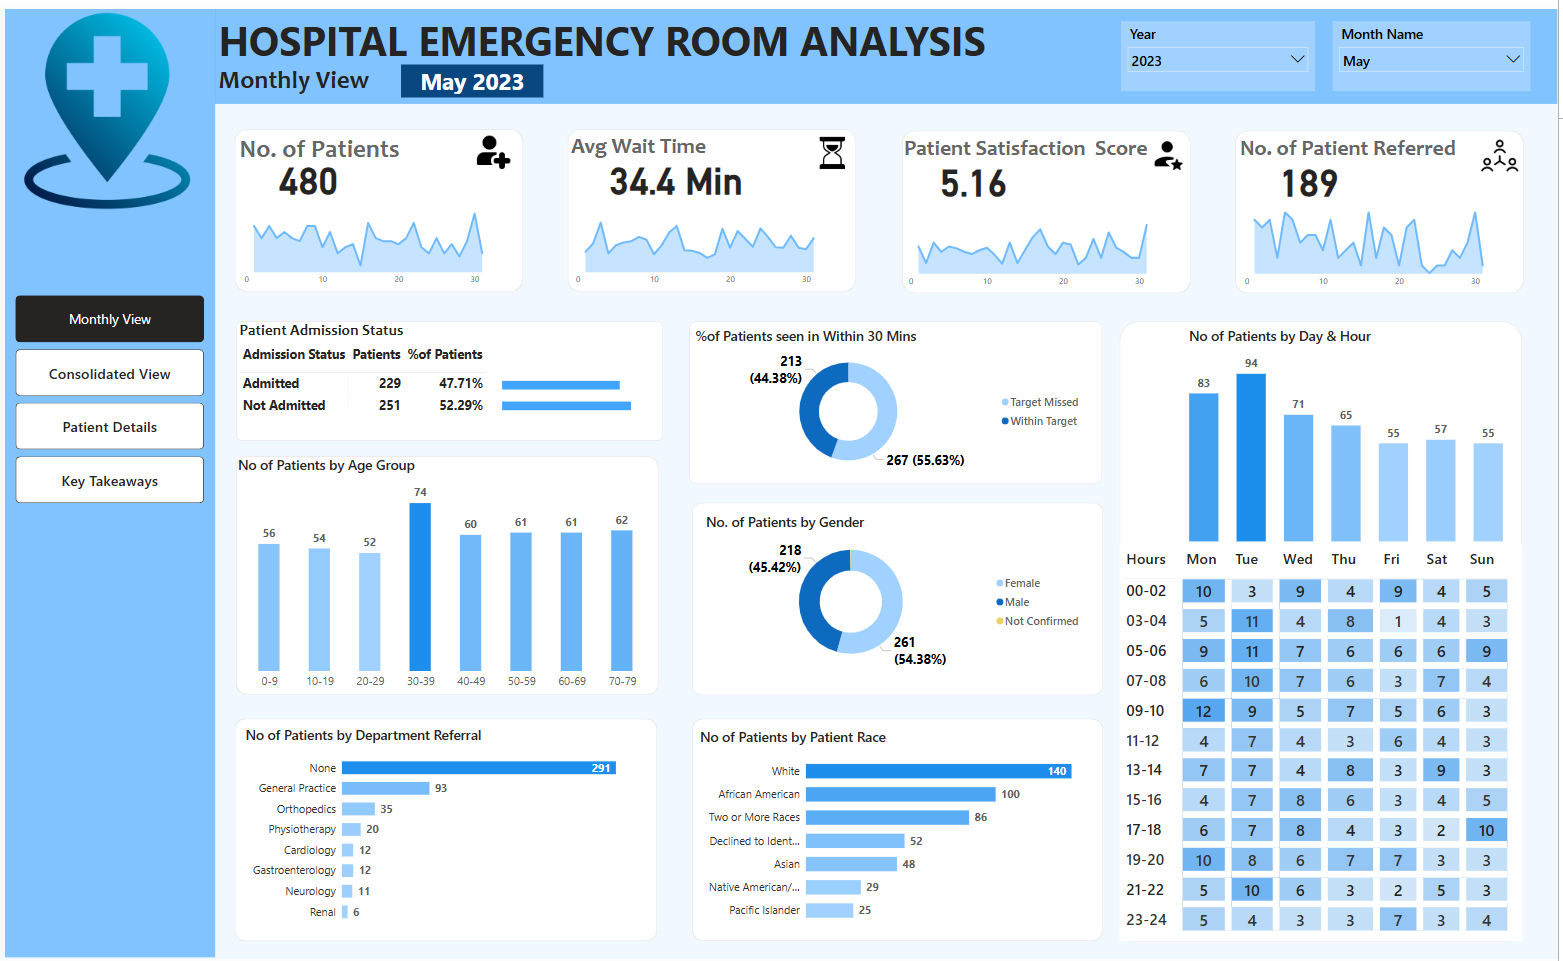 HOSPITAL EMERGENCY ROOM ANALYSIS
Monthly View
May 2023
Year
2023
Month Name
May
Monthly View
Consolidated View
Patient Details
Key Takeaways
No. of Patients
480
0 10 20 30
Avg Wait Time
34.4 Min
0 10 20 30
Patient Satisfaction Score
5.16
0 10 20 30
No. of Patient Referred
189
0 10 20 30
Patient Admission Status
Admission Status Patients %of Patients
Admitted 229 47.71%
Not Admitted 251 52.29%
No of Patients by Age Group
56 54 52 74 60 61 61 62
0-9 10-19 20-29 30-39 40-49 50-59 60-69 70-79
No of Patients by Department Referral
None 291
General Practice 93
Orthopedics 35
Physiotherapy 20
Cardiology 12
Gastroenterology 12
Neurology 11
Renal 6
%of Patients seen in Within 30 Mins
213
(44.38%)
267 (55.63%)
Target Missed
Within Target
No. of Patients by Gender
218
(45.42%)
261
(54.38%)
Female
Male
Not Confirmed
No of Patients by Patient Race
White 140
African American 100
Two or More Races 86
Declined to Ident... 52
Asian 48
Native American/... 29
Pacific Islander 25
No of Patients by Day & Hour
83 94 71 65 55 57 55
Hours Mon Tue Wed Thu Fri Sat Sun
00-02 10 3 9 4 9 4 5
03-04 5 11 4 8 1 4 3
05-06 9 11 7 6 6 6 9
07-08 6 10 7 6 3 7 4
09-10 12 9 5 7 5 6 3
11-12 4 7 4 3 6 4 3
13-14 7 7 4 8 3 9 3
15-16 4 7 8 6 3 4 5
17-18 6 7 8 4 3 2 10
19-20 10 8 6 7 7 3 3
21-22 5 10 6 3 2 5 3
23-24 5 4 3 3 7 3 4